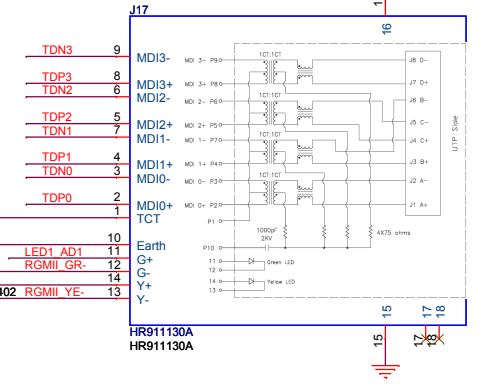 J17
16
TDN3 9 MDI3- MDI 3- P9 1CT:1CT J8 D-
TDP3 8 MDI3+ MDI 3+ P8 J7 D+
TDN2 6 MDI2- MDI 2- P6 1CT:1CT J6 B-
TDP2 5 MDI2+ MDI 2+ P5 J5 C-
TDN1 7 MDI1- MDI 1- P7 1CT:1CT J4 C+
TDP1 4 MDI1+ MDI 1+ P4 J3 B+
TDN0 3 MDI0- MDI 0- P3 1CT:1CT J2 A-
TDP0 2 MDI0+ MDI 0+ P2 J1 A+
UTP Side
1 TCT P1
1000pF 4X75 ohms
2KV
10 Earth P10
LED1_AD1 11 G+ 11 Green LED
RGMII_GR- 12 G- 12
14 Y+ 14 Yellow LED
402 RGMII_YE- 13 Y- 13
15 17 18
HR911130A
HR911130A
15 17 18